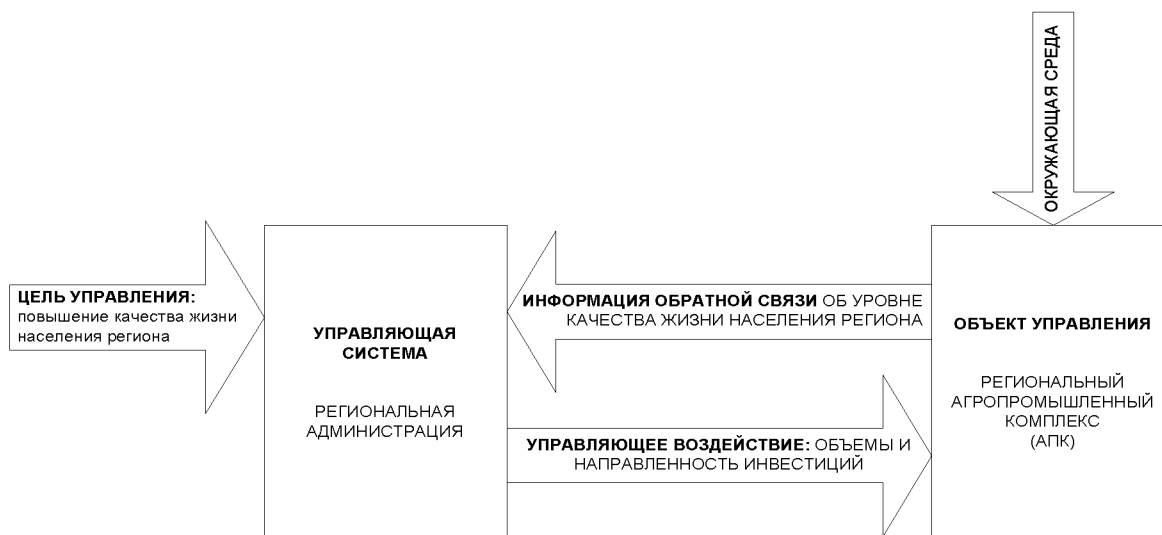 ОКРУЖАЮЩАЯ СРЕДА
ЦЕЛЬ УПРАВЛЕНИЯ:
повышение качества жизни
населения региона
УПРАВЛЯЮЩАЯ
СИСТЕМА
РЕГИОНАЛЬНАЯ
АДМИНИСТРАЦИЯ
ИНФОРМАЦИЯ ОБРАТНОЙ СВЯЗИ ОБ УРОВНЕ
КАЧЕСТВА ЖИЗНИ НАСЕЛЕНИЯ РЕГИОНА
УПРАВЛЯЮЩЕЕ ВОЗДЕЙСТВИЕ: ОБЪЕМЫ И
НАПРАВЛЕННОСТЬ ИНВЕСТИЦИЙ
ОБЪЕКТ УПРАВЛЕНИЯ
РЕГИОНАЛЬНЫЙ
АГРОПРОМЫШЛЕННЫЙ
КОМПЛЕКС
(АПК)